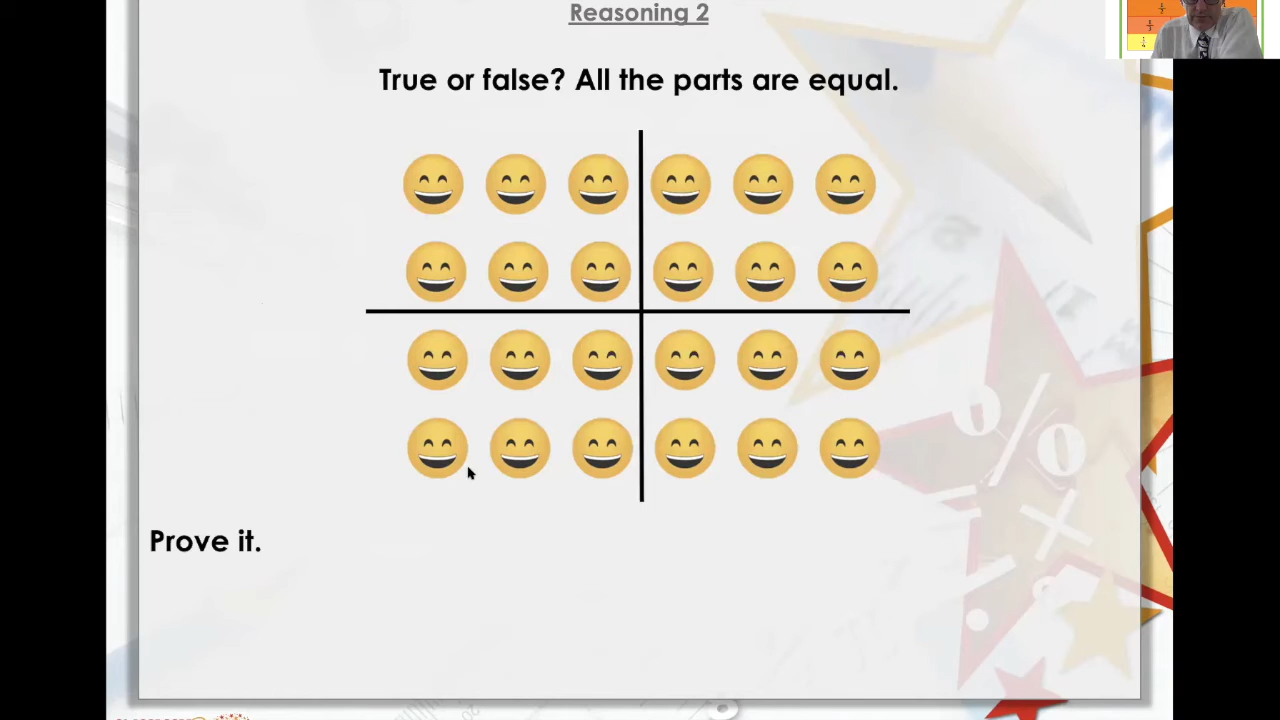 Reasoning 2
True or false? All the parts are equal.
Prove it.